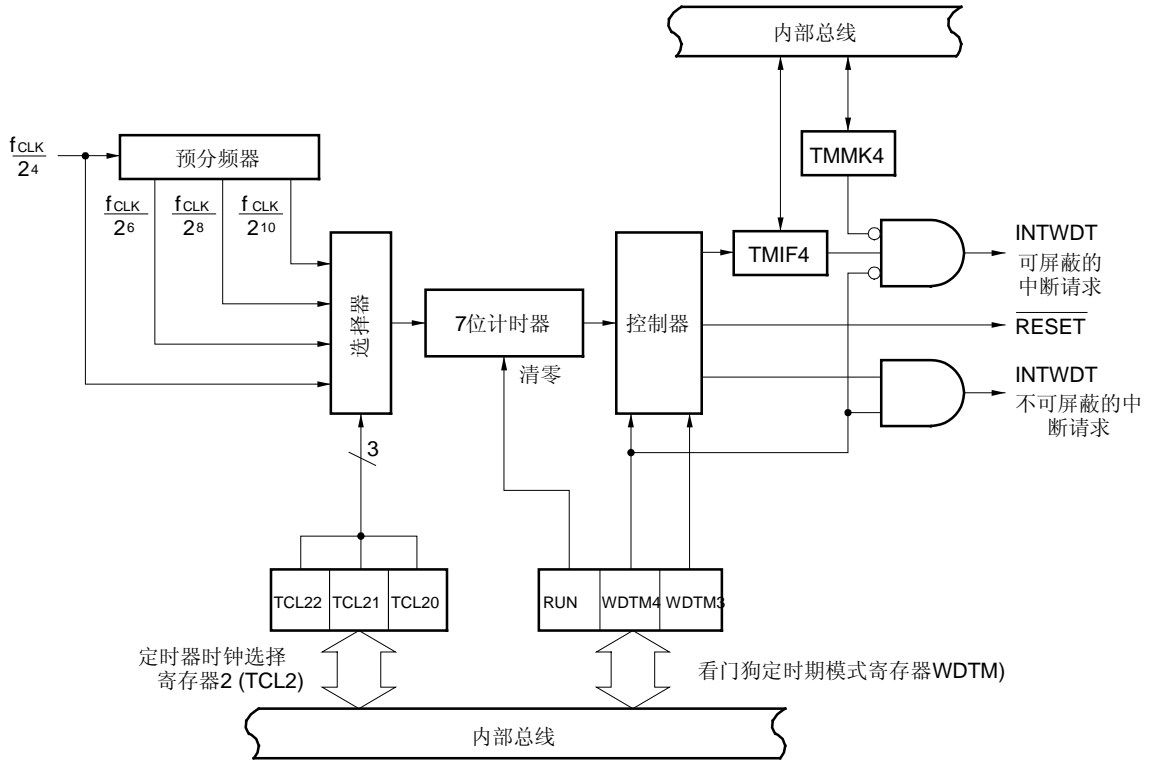 内部总线
fCLK
24
预分频器
TMMK4
fCLK
26
fCLK
28
fCLK
210
INTWDT
可屏蔽的
中断请求
TMIF4
选择器
7位计时器
控制器
RESET
清零
INTWDT
不可屏蔽的中
断请求
3
TCL22 TCL21 TCL20
RUN WDTM4 WDTM3
定时器时钟选择
寄存器2 (TCL2)
看门狗定时期模式寄存器WDTM)
内部总线